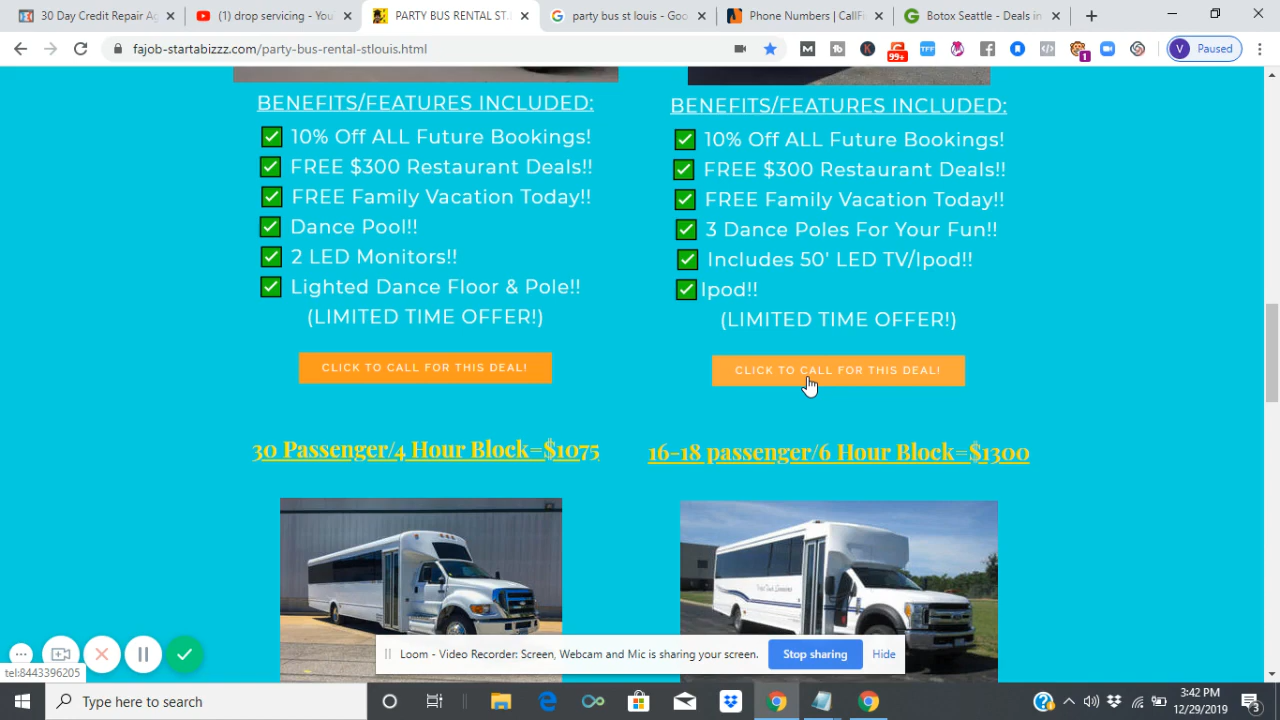 30 Credit Repair Ag
(1) drop servicing - You
PARTY BUS RENTAL ST.
party bus st louis - Goo
Phone Numbers | CallFi
Botox Seattle - Deals in
fajob-startabizzz.com/party-bus-rental-stlouis.html
99+
TFF
1
V
Paused
BENEFITS/FEATURES INCLUDED:
10% Off ALL Future Bookings!
FREE $300 Restaurant Deals!!
FREE Family Vacation Today!!
Dance Pool!!
2 LED Monitors!!
Lighted Dance Floor & Pole!!
(LIMITED TIME OFFER!)
CLICK TO CALL FOR THIS DEAL!
BENEFITS/FEATURES INCLUDED:
10% Off ALL Future Bookings!
FREE $300 Restaurant Deals!!
FREE Family Vacation Today!!
3 Dance Poles For Your Fun!!
Includes 50' LED TV/Ipod!!
Ipod!!
(LIMITED TIME OFFER!)
CLICK TO CALL FOR THIS DEAL!
30 Passenger/4 Hour Block=$1075
16-18 passenger/6 Hour Block=$1300
Loom - Video Recorder: Screen, Webcam and Mic is sharing your screen.
Stop sharing
Hide
tel:8443396205
Type here to search
3:42 PM
12/29/2019
3